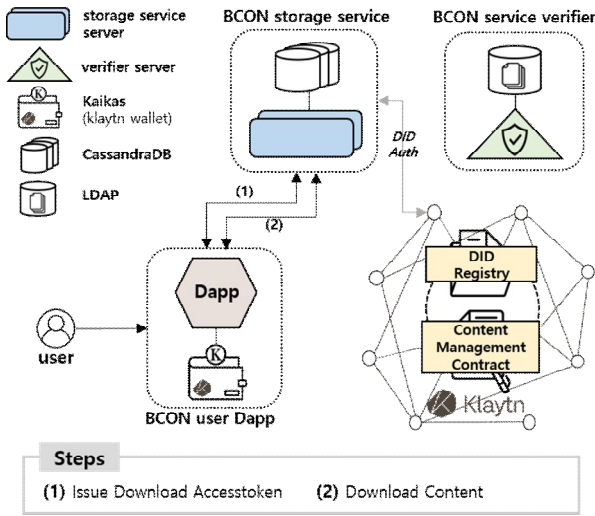 storage service
server
verifier server
Kaikas
(klaytn wallet)
CassandraDB
LDAP
BCON storage service
BCON service verifier
DID
Auth
(1)
(2)
Dapp
K
K
user
BCON user Dapp
DID
Registry
Content
Management
Contract
Klaytn
Steps
(1) Issue Download Accesstoken
(2) Download Content